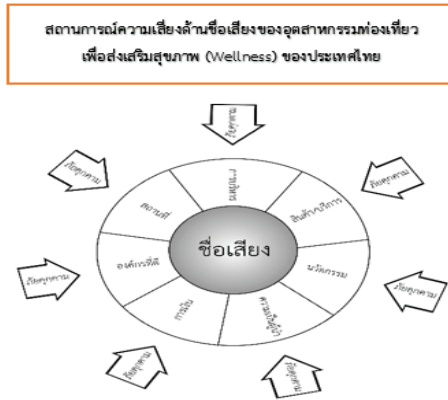 สถานการณ์ความเสี่ยงด้านชื่อเสียงของอุตสาหกรรมท่องเที่ยว
เพื่อส่งเสริมสุขภาพ (Wellness) ของประเทศไทย
ภัยคุกคาม
ภัยคุกคาม
ภัยคุกคาม
สถานที่
สินค้า/บริการ
ชื่อเสียง
องค์กรที่ดี
นวัตกรรม
ภัยคุกคาม
ภัยคุกคาม
การเงิน
ความเป็นผู้นำ
ภัยคุกคาม
ภัยคุกคาม